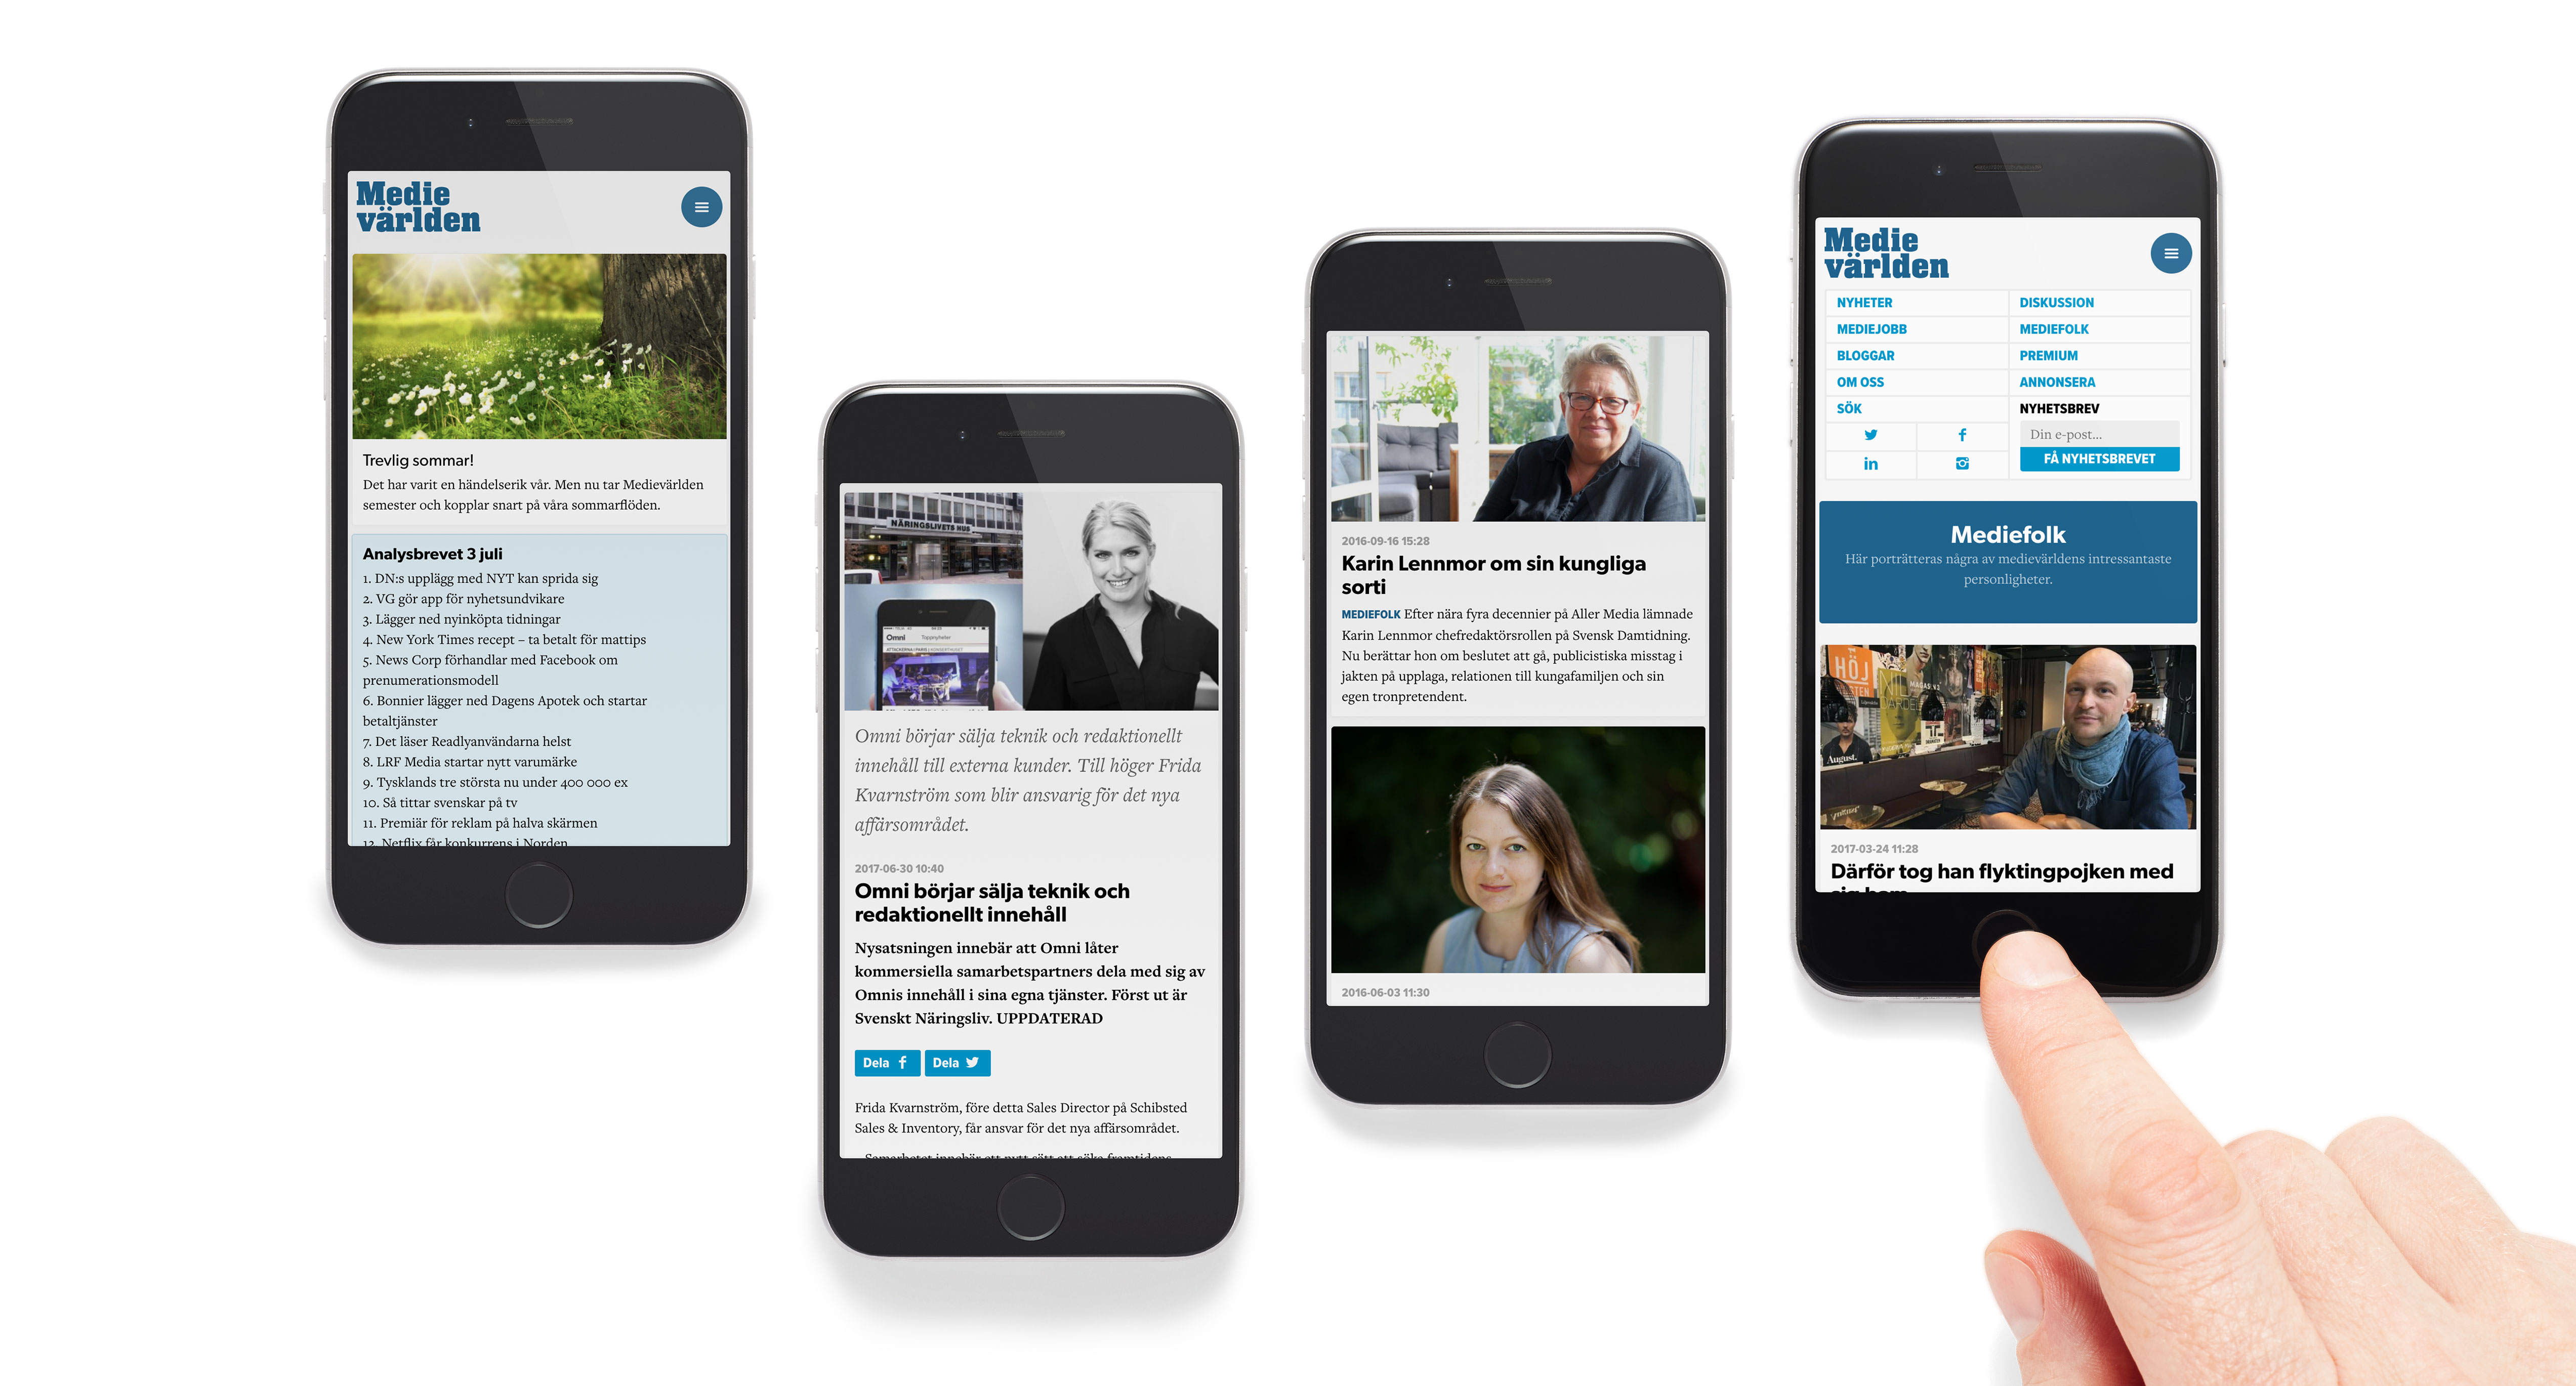 Medie
världen
Trevlig sommar!
Det har varit en händelserik vår. Men nu tar Medievärlden
semester och kopplar snart på våra sommarflöden.
Analysbrevet 3 juli
1. DN:s upplägg med NYT kan sprida sig
2. VG gör app för nyhetsundvikare
3. Lägger ned nyinköpta tidningar
4. New York Times recept – ta betalt för mattips
5. News Corp förhandlar med Facebook om
prenumerationsmodell
6. Bonnier lägger ned Dagens Apotek och startar
betaltjänster
7. Det läser Readlyanvändarna helst
8. LRF Media startar nytt varumärke
9. Tysklands tre största nu under 400 000 ex
10. Så tittar svenskar på tv
11. Premiär för reklam på halva skärmen
12. Netflix får konkurrens i Norden
NÄRINGSLIVETS HUS
Omni
Toppnyheter
Omni börjar sälja teknik och redaktionellt
innehåll till externa kunder. Till höger Frida
Kvarnström som blir ansvarig för det nya
affärsområdet.
2017-06-30 10:40
Omni börjar sälja teknik och
redaktionellt innehåll
Nysatsningen innebär att Omni låter
kommersiella samarbetspartners dela med sig av
Omnis innehåll i sina egna tjänster. Först ut är
Svenskt Näringsliv. UPPDATERAD
Dela
Dela
Frida Kvarnström, före detta Sales Director på Schibsted
Sales & Inventory, får ansvar för det nya affärsområdet.
Samarbetet innebär ett nytt sätt att söka framtidens
2016-09-16 15:28
Karin Lennmor om sin kungliga
sorti
MEDIEFOLK Efter nära fyra decennier på Aller Media lämnade
Karin Lennmor chefredaktörsrollen på Svensk Damtidning.
Nu berättar hon om beslutet att gå, publicistiska misstag i
jakten på upplaga, relationen till kungafamiljen och sin
egen tronpretendent.
2016-06-03 11:30
Medie
världen
NYHETER
DISKUSSION
MEDIEJOBB
MEDIEFOLK
BLOGGAR
PREMIUM
OM OSS
ANNONSERA
SÖK
NYHETSBREV
Din e-post...
FÅ NYHETSBREVET
Mediefolk
Här porträtteras några av medievärldens intressantaste
personligheter.
HÖJ
August.
2017-03-24 11:28
Därför tog han flyktingpojken med
sig hem